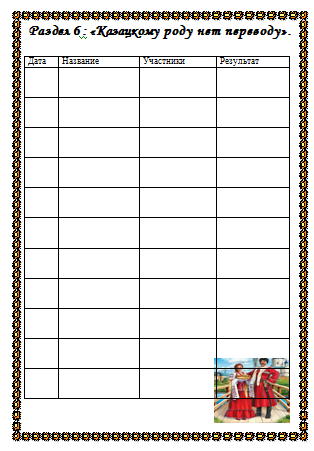 Раздел 6 : «Казацкому роду нет переводу».
Дата Название Участники Результат